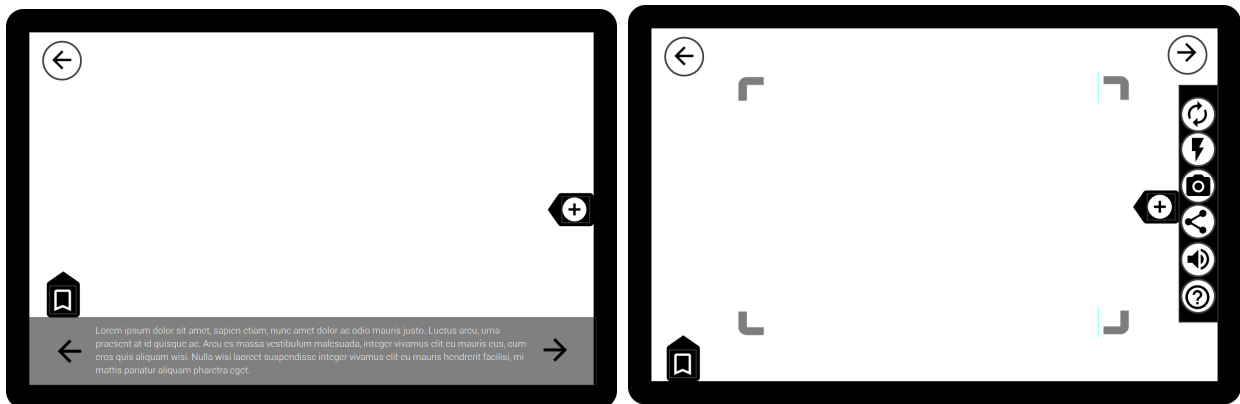 Lorem ipsum dolor sit amet, sapien etiam, nunc amet dolor ac odio mauris justo. Luctus arcu, urna
praesent at id quisque ac. Arcu es massa vestibulum malesuada, integer vivamus elit eu mauris eus, cum
eros quis aliquam wisi. Nulla wisi laoreet suspendisse integer vivamus elit eu mauris hendrerit facilisi, mi
mattis pariatur aliquam pharetra eget.